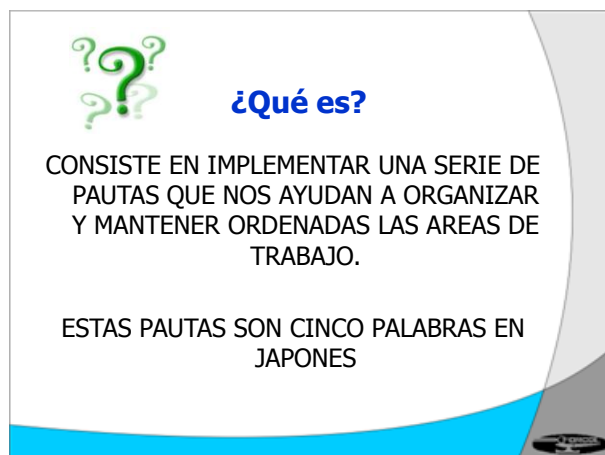 ¿Qué es?
CONSISTE EN IMPLEMENTAR UNA SERIE DE
PAUTAS QUE NOS AYUDAN A ORGANIZAR
Y MANTENER ORDENADAS LAS AREAS DE
TRABAJO.
ESTAS PAUTAS SON CINCO PALABRAS EN
JAPONES